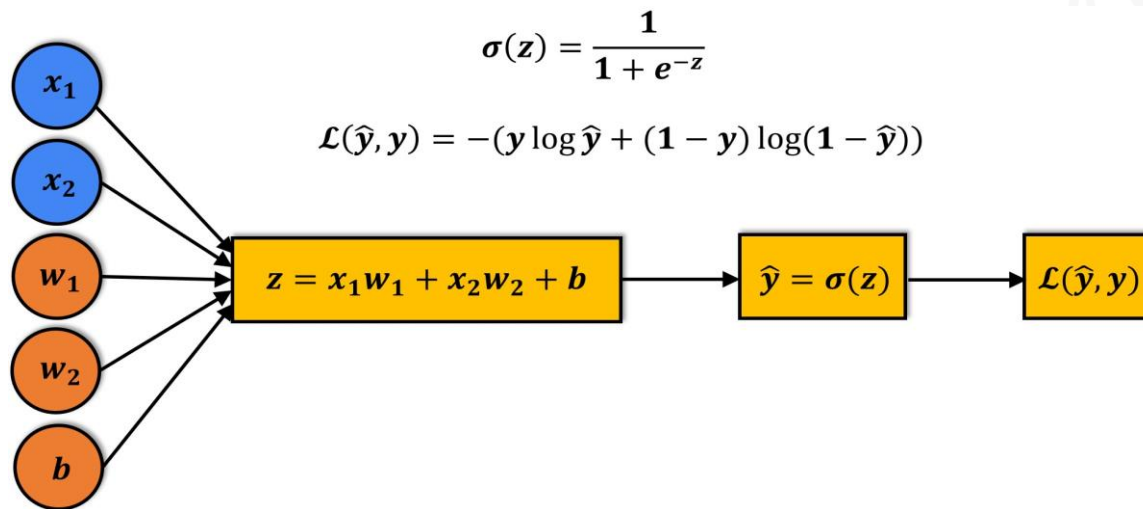 σ(z) = 1 / (1 + e^{-z})
ℒ(ŷ, y) = −(y log ŷ + (1 − y) log(1 − ŷ))
x₁
x₂
w₁
w₂
b
z = x₁w₁ + x₂w₂ + b
ŷ = σ(z)
ℒ(ŷ, y)